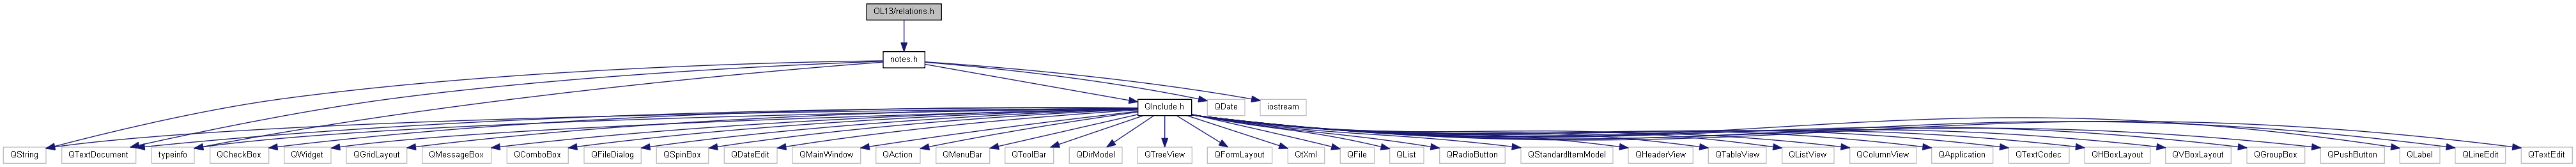 OL13/relations.h
notes.h
QInclude.h
QDate
iostream
QString
QTextDocument
typeinfo
QCheckBox
QWidget
QGridLayout
QMessageBox
QComboBox
QFileDialog
QSpinBox
QDateEdit
QMainWindow
QAction
QMenuBar
QToolBar
QDirModel
QTreeView
QFormLayout
QtXml
QFile
QList
QRadioButton
QStandardItemModel
QHeaderView
QTableView
QListView
QColumnView
QApplication
QTextCodec
QHBoxLayout
QVBoxLayout
QGroupBox
QPushButton
QLabel
QLineEdit
QTextEdit